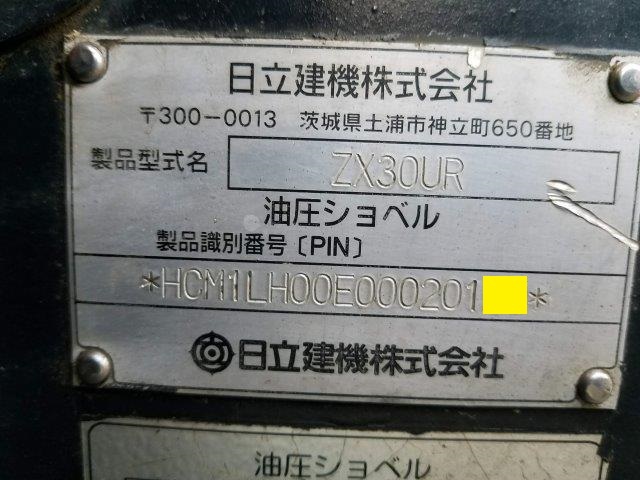 日立建機株式会社
〒300-0013 茨城県土浦市神立町650番地
製品型式名 ZX30UR
油圧ショベル
製品識別番号〔PIN〕
*HCM1LH00E000201 *
日立建機株式会社
油圧ショベル